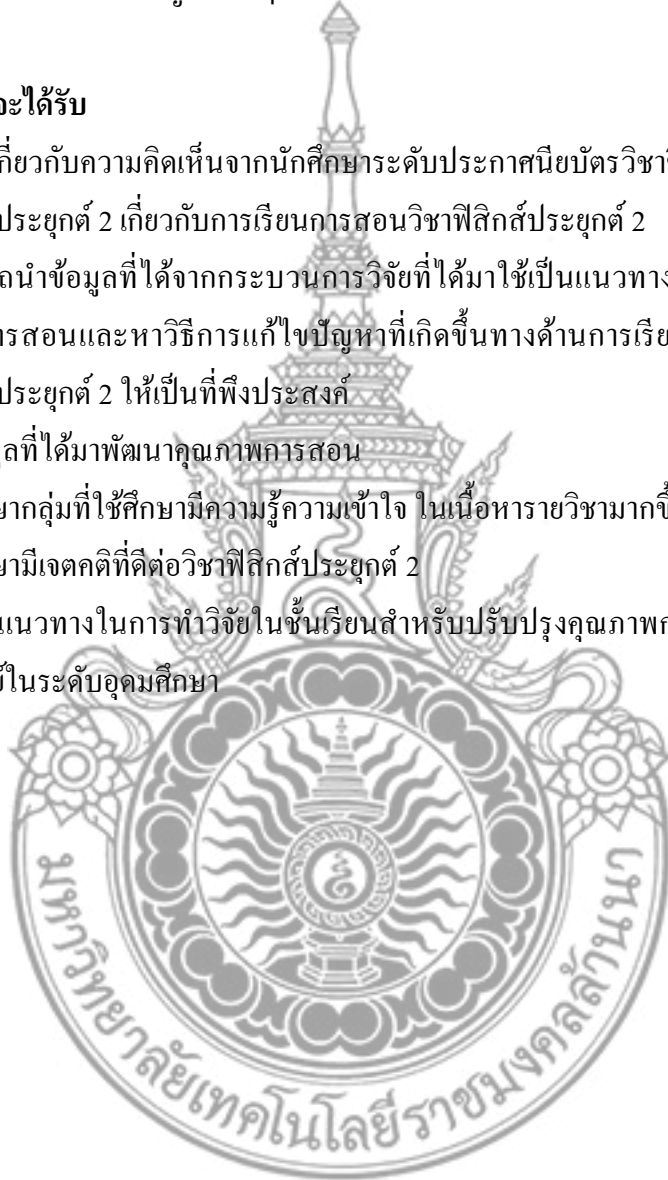 จะได้รับ
เกี่ยวกับความคิดเห็นจากนักศึกษาระดับประกาศนียบัตรวิชาชี
ประยุกต์ 2 เกี่ยวกับการเรียนการสอนวิชาฟิสิกส์ประยุกต์ 2
ถนำข้อมูลที่ได้จากกระบวนการวิจัยที่ได้มาใช้เป็นแนวทาง
ารสอนและหาวิธีการแก้ไขปัญหาที่เกิดขึ้นทางด้านการเรีย
ประยุกต์ 2 ให้เป็นที่พึงประสงค์
ูลที่ได้มาพัฒนาคุณภาพการสอน
ษากลุ่มที่ใช้ศึกษามีความรู้ความเข้าใจ ในเนื้อหารายวิชามากขึ้
ษามีเจตคติที่ดีต่อวิชาฟิสิกส์ประยุกต์ 2
แนวทางในการทำวิจัยในชั้นเรียนสำหรับปรับปรุงคุณภาพก
ย์ในระดับอุดมศึกษา
มหาวิทยาลัยเทคโนโลยีราชมงคลล้านนา